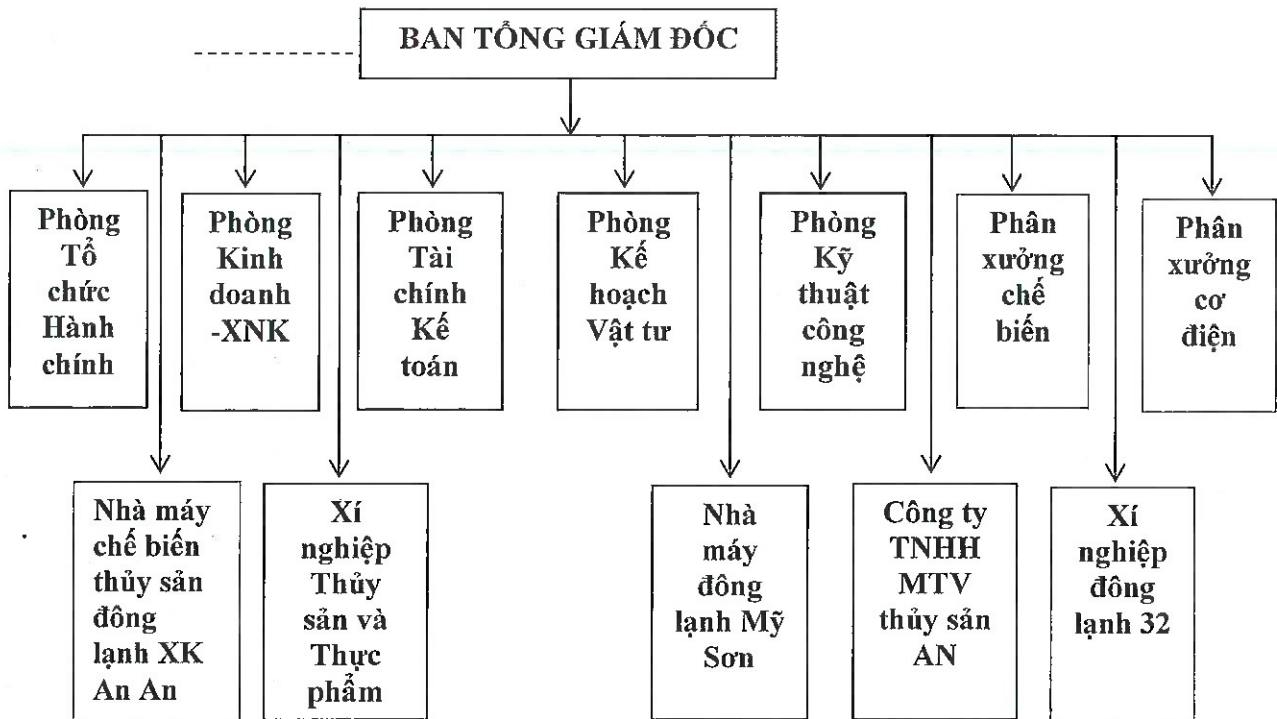 BAN TỔNG GIÁM ĐỐC
Phòng
Tổ
chức
Hành
chính
Phòng
Kinh
doanh
-XNK
Phòng
Tài
chính
Kế
toán
Phòng
Kế
hoạch
Vật tư
Phòng
Kỹ
thuật
công
nghệ
Phân
xưởng
chế
biến
Phân
xưởng
cơ
điện
Nhà máy
chế biến
thủy sản
đông
lạnh XK
An An
Xí
nghiệp
Thủy
sản và
Thực
phẩm
Nhà
máy
đông
lạnh Mỹ
Sơn
Công ty
TNHH
MTV
thủy sản
AN
Xí
nghiệp
đông
lạnh 32